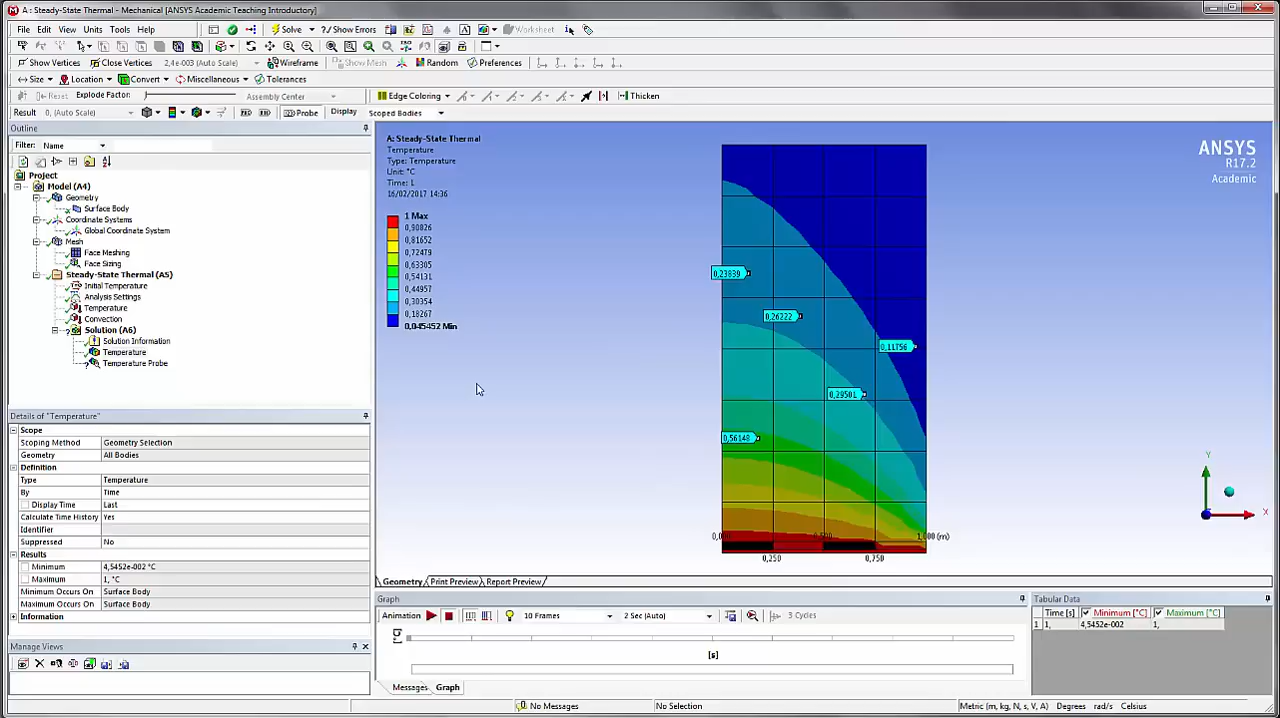 A : Steady-State Thermal - Mechanical [ANSYS Academic Teaching Introductory]
File Edit View Units Tools Help Solve ?/ Show Errors Worksheet
Show Vertices Close Vertices 2,4e-003 (Auto Scale) Wireframe Show Mesh Random Preferences
Size Location Convert Miscellaneous Tolerances
Reset Explode Factor: Assembly Center Edge Coloring Thicken
Result 0, (Auto Scale) Probe Display Scoped Bodies
Outline
Filter: Name
Project
Model (A4)
Geometry
Surface Body
Coordinate Systems
Global Coordinate System
Mesh
Face Meshing
Face Sizing
Steady-State Thermal (A5)
Initial Temperature
Analysis Settings
Temperature
Convection
Solution (A6)
Solution Information
Temperature
Temperature Probe
Details of "Temperature"
Scope
Scoping Method Geometry Selection
Geometry All Bodies
Definition
Type Temperature
By Time
Display Time Last
Calculate Time History Yes
Identifier
Suppressed No
Results
Minimum 4,5452e-002 °C
Maximum 1, °C
Minimum Occurs On Surface Body
Maximum Occurs On Surface Body
Information
Manage Views
A: Steady-State Thermal
Temperature
Type: Temperature
Unit: °C
Time: 1
16/02/2017 14:36
1 Max
0,90826
0,81652
0,72479
0,63305
0,54131
0,44957
0,35784
0,30354
0,18267
0,045452 Min
ANSYS
R17.2
Academic
0,23839
0,26222
0,11756
0,29501
0,56148
1,000 (m)
0,250 0,750
Y
X
Geometry Print Preview Report Preview
Graph
Animation 10 Frames 2 Sec (Auto) 3 Cycles
[s]
Messages Graph
Tabular Data
Time [s] Minimum [°C] Maximum [°C]
1 1, 4,5452e-002 1,
No Messages No Selection Metric (m, kg, N, s, V, A) Degrees rad/s Celsius